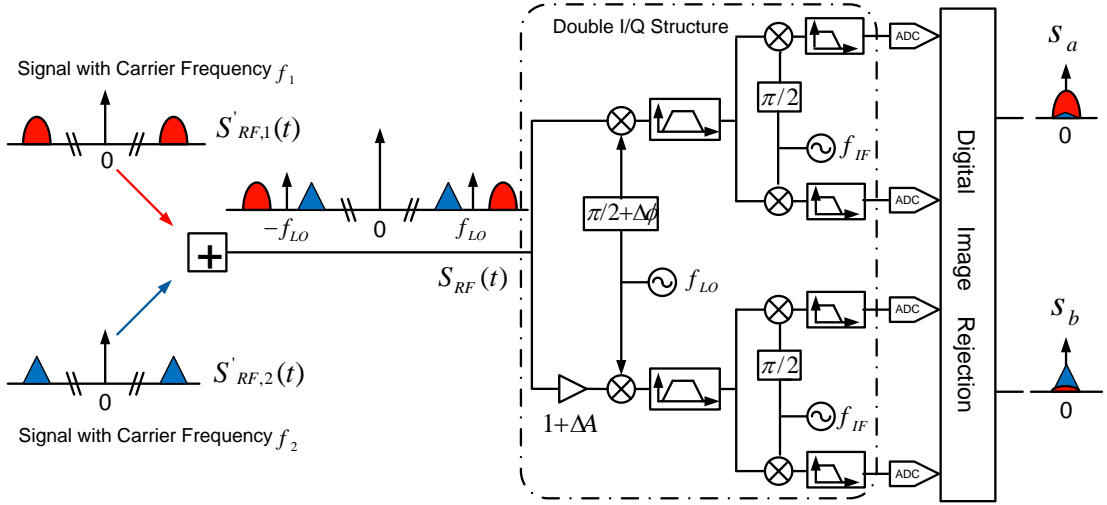 Double I/Q Structure
Signal with Carrier Frequency f₁
S'RF,1(t)
0
−fLO
0
fLO
+
SRF(t)
S'RF,2(t)
0
Signal with Carrier Frequency f₂
π/2+Δϕ
fLO
1+ΔA
π/2
fIF
π/2
fIF
ADC
ADC
ADC
ADC
Digital Image Rejection
Sa
0
Sb
0